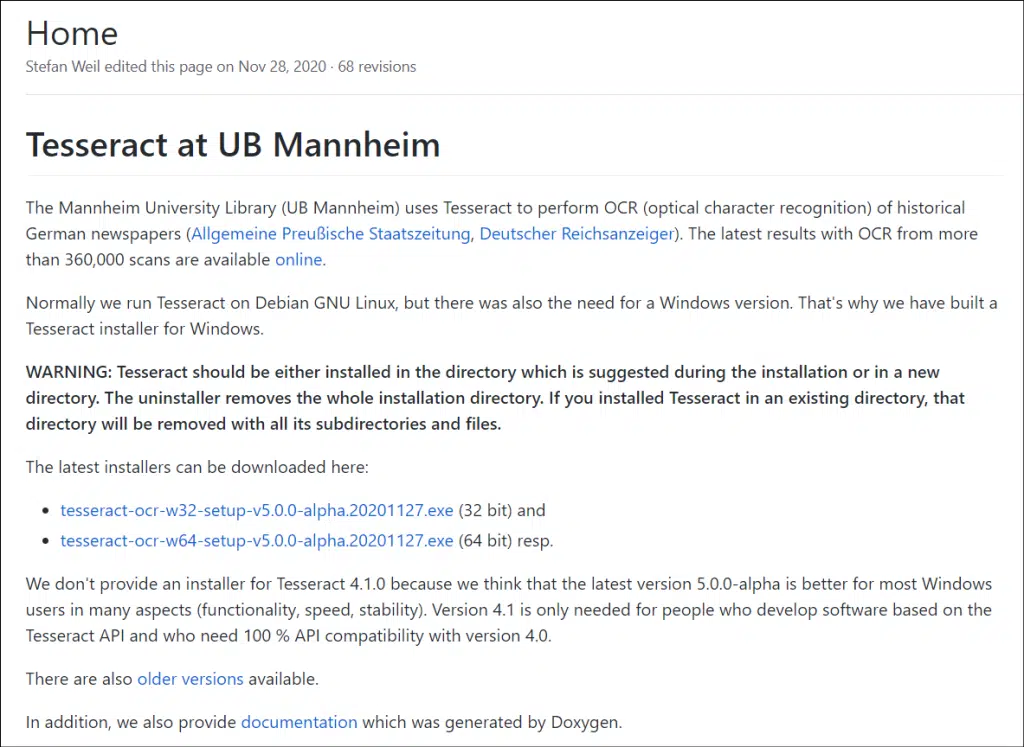 Home
Stefan Weil edited this page on Nov 28, 2020 · 68 revisions
Tesseract at UB Mannheim
The Mannheim University Library (UB Mannheim) uses Tesseract to perform OCR (optical character recognition) of historical
German newspapers (Allgemeine Preußische Staatszeitung, Deutscher Reichsanzeiger). The latest results with OCR from more
than 360,000 scans are available online.
Normally we run Tesseract on Debian GNU Linux, but there was also the need for a Windows version. That's why we have built a
Tesseract installer for Windows.
WARNING: Tesseract should be either installed in the directory which is suggested during the installation or in a new
directory. The uninstaller removes the whole installation directory. If you installed Tesseract in an existing directory, that
directory will be removed with all its subdirectories and files.
The latest installers can be downloaded here:
• tesseract-ocr-w32-setup-v5.0.0-alpha.20201127.exe (32 bit) and
• tesseract-ocr-w64-setup-v5.0.0-alpha.20201127.exe (64 bit) resp.
We don't provide an installer for Tesseract 4.1.0 because we think that the latest version 5.0.0-alpha is better for most Windows
users in many aspects (functionality, speed, stability). Version 4.1 is only needed for people who develop software based on the
Tesseract API and who need 100 % API compatibility with version 4.0.
There are also older versions available.
In addition, we also provide documentation which was generated by Doxygen.